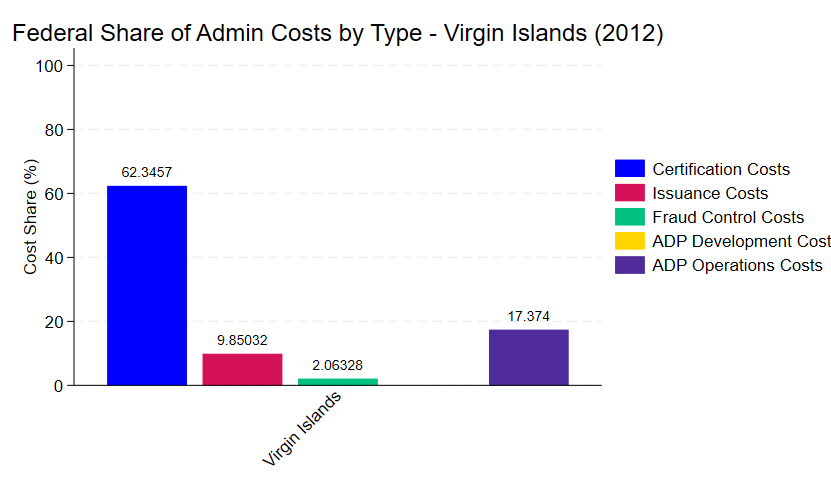 Federal Share of Admin Costs by Type - Virgin Islands (2012)
100
80
60
40
20
0
Cost Share (%)
62.3457
9.85032
2.06328
17.374
Virgin Islands
Certification Costs
Issuance Costs
Fraud Control Costs
ADP Development Cost
ADP Operations Costs